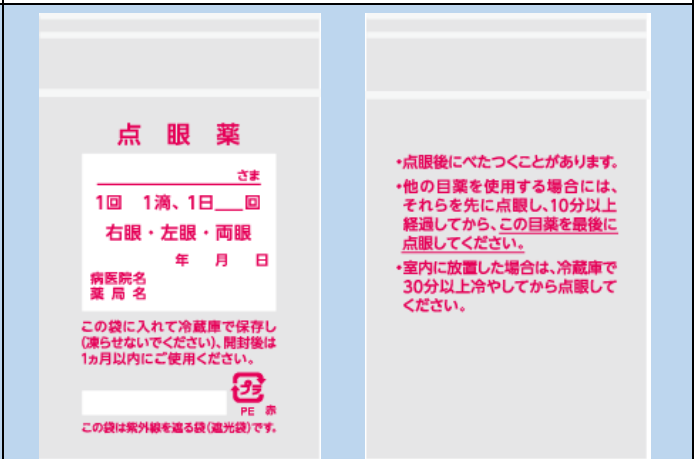 点眼薬
さま
1回 1滴、1日___回
右眼・左眼・両眼
年 月 日
病医院名
薬局名
この袋に入れて冷蔵庫で保存し
(凍らせないでください)、開封後は
1ヵ月以内にご使用ください。
プラ
PE 赤
この袋は紫外線を遮る袋(遮光袋)です。
・点眼後にべたつくことがあります。
・他の目薬を使用する場合には、
それらを先に点眼し、10分以上
経過してから、この目薬を最後に
点眼してください。
・室内に放置した場合は、冷蔵庫で
30分以上冷やしてから点眼して
ください。